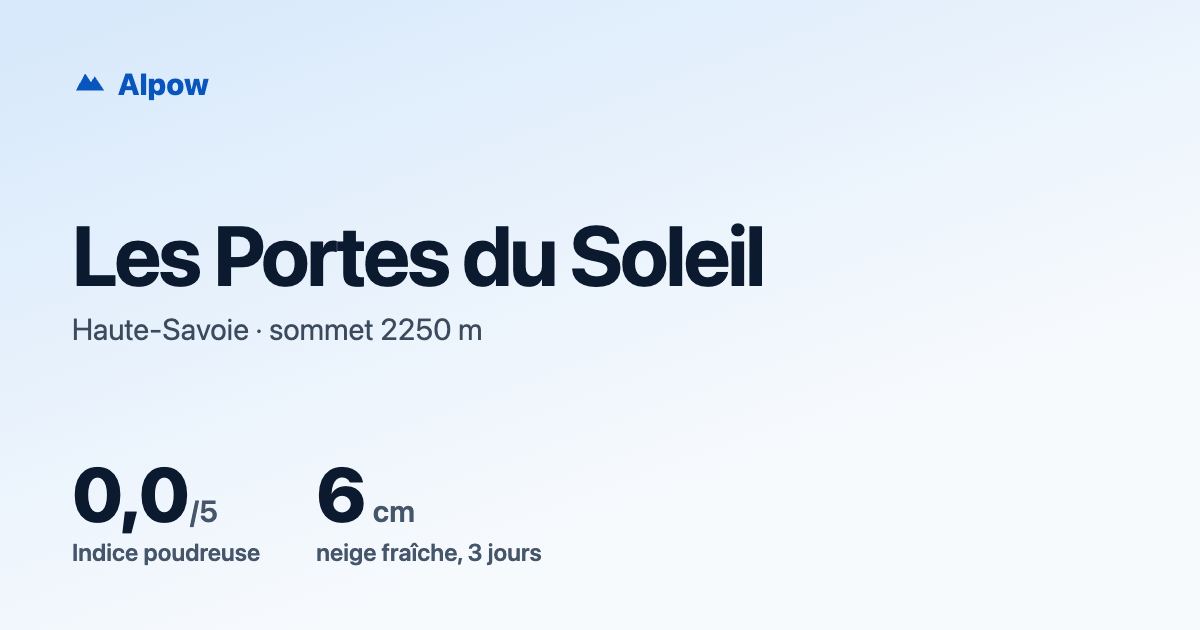 Alpow
Les Portes du Soleil
Haute-Savoie · sommet 2250 m
0,0/5
Indice poudreuse
6 cm
neige fraîche, 3 jours